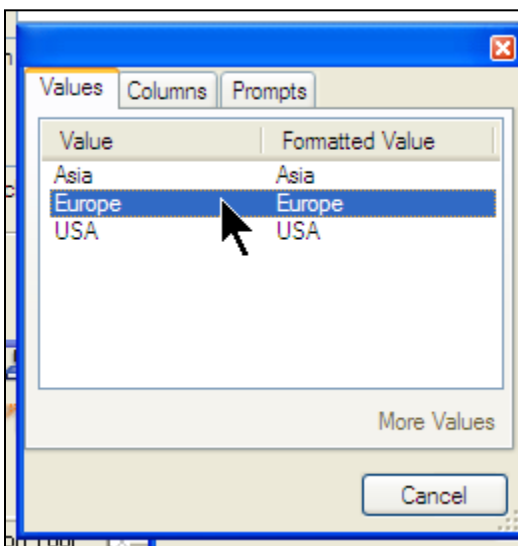 Values Columns Prompts
Value Formatted Value
Asia Asia
Europe Europe
USA USA
More Values
Cancel